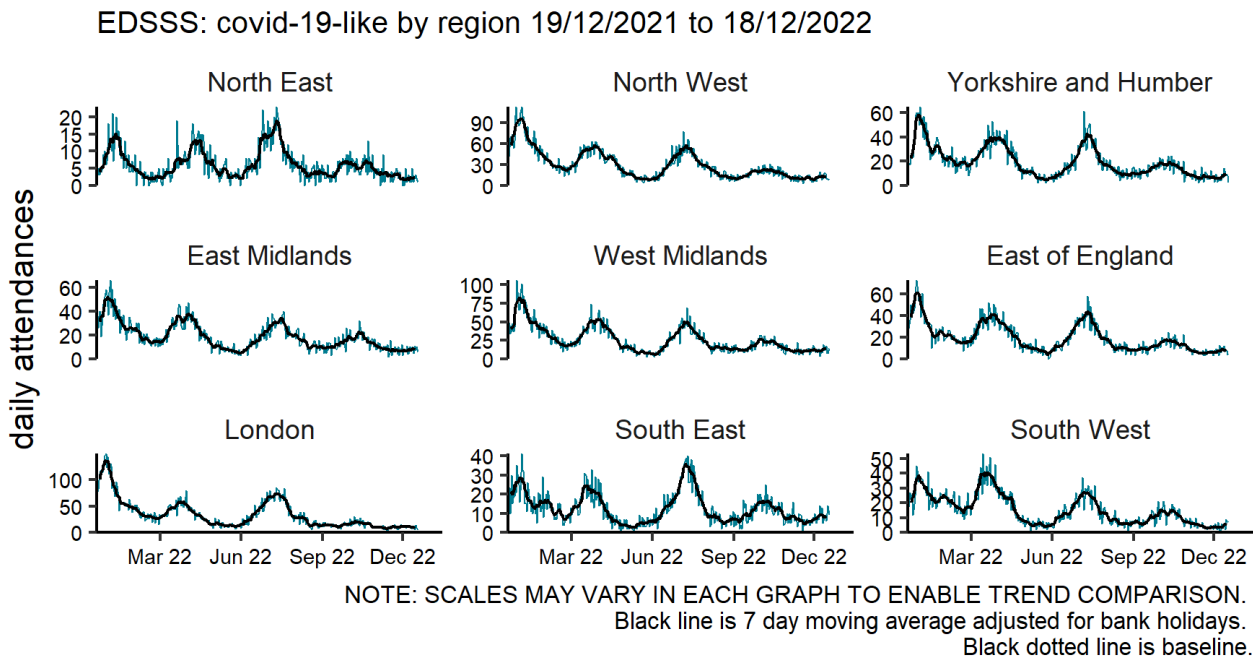 EDSSS: covid-19-like by region 19/12/2021 to 18/12/2022
North East
North West
Yorkshire and Humber
20
15
10
5
0
90
60
30
0
60
40
20
0
daily attendances
East Midlands
West Midlands
East of England
60
40
20
0
100
75
50
25
0
60
40
20
0
London
South East
South West
100
50
0
40
30
20
10
0
50
40
30
20
10
0
Mar 22 Jun 22 Sep 22 Dec 22
Mar 22 Jun 22 Sep 22 Dec 22
Mar 22 Jun 22 Sep 22 Dec 22
NOTE: SCALES MAY VARY IN EACH GRAPH TO ENABLE TREND COMPARISON.
Black line is 7 day moving average adjusted for bank holidays.
Black dotted line is baseline.